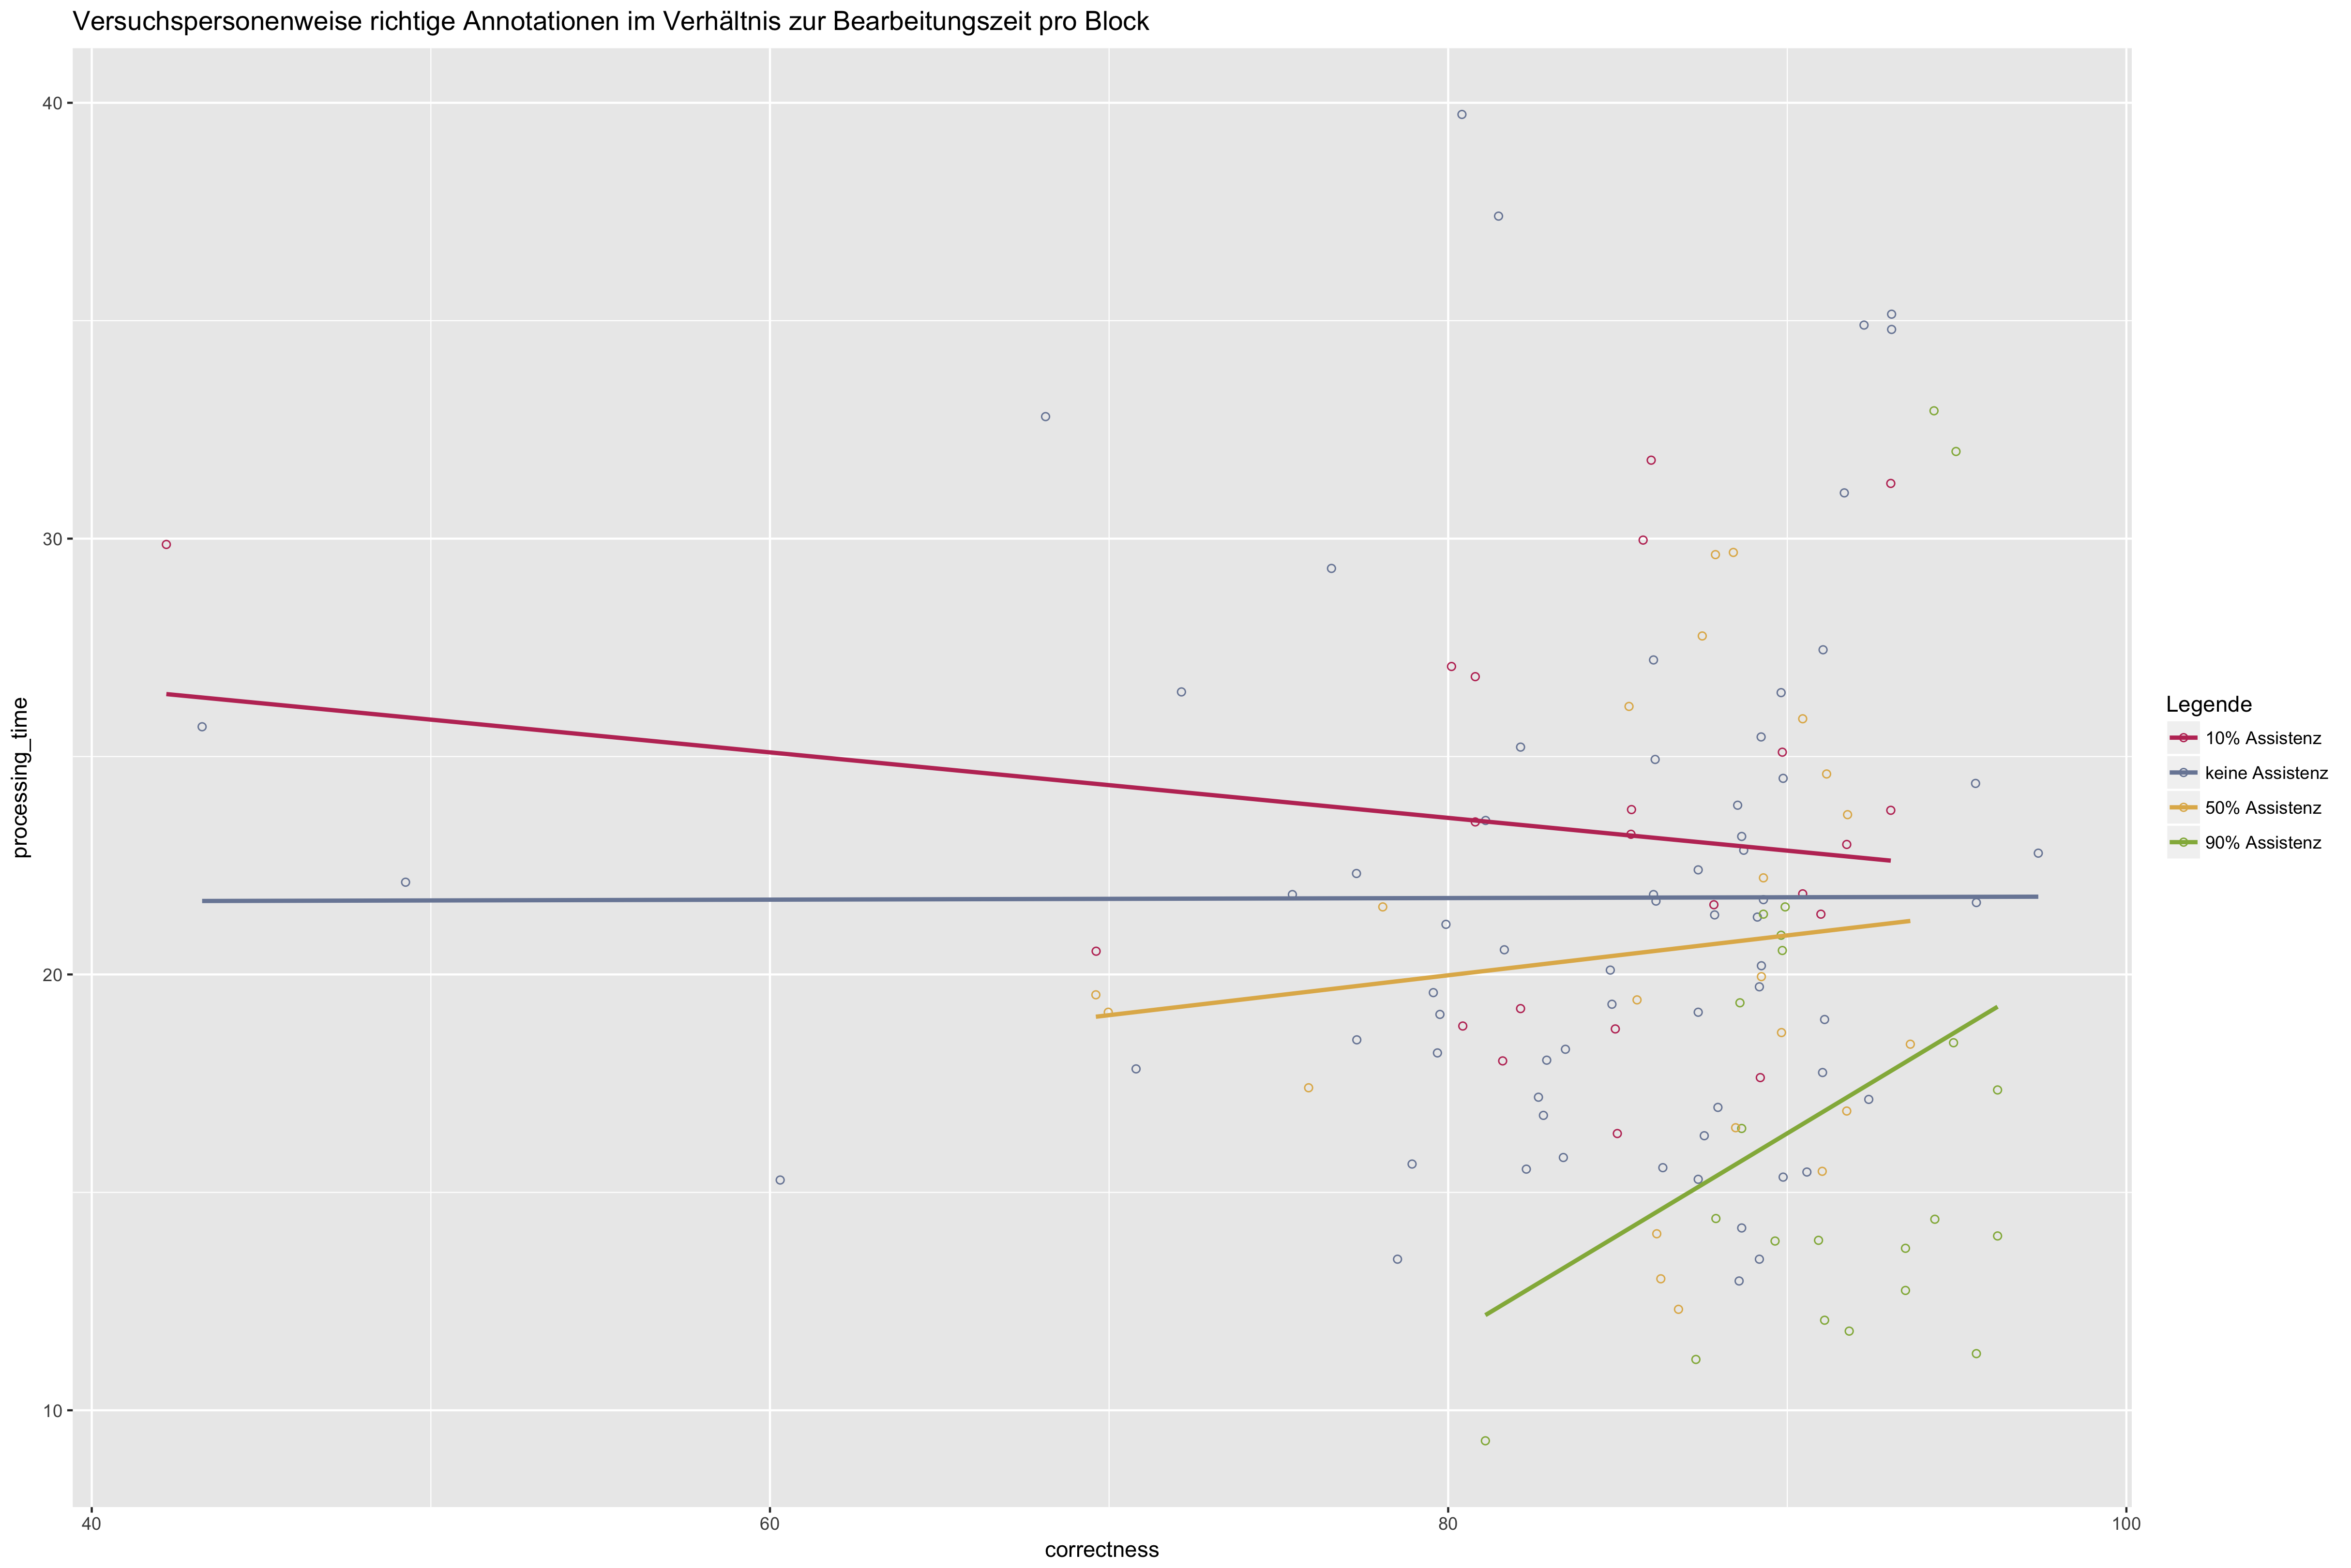 Versuchspersonenweise richtige Annotationen im Verhältnis zur Bearbeitungszeit pro Block
40
30
20
10
processing_time
40
60
80
100
correctness
Legende
10% Assistenz
keine Assistenz
50% Assistenz
90% Assistenz